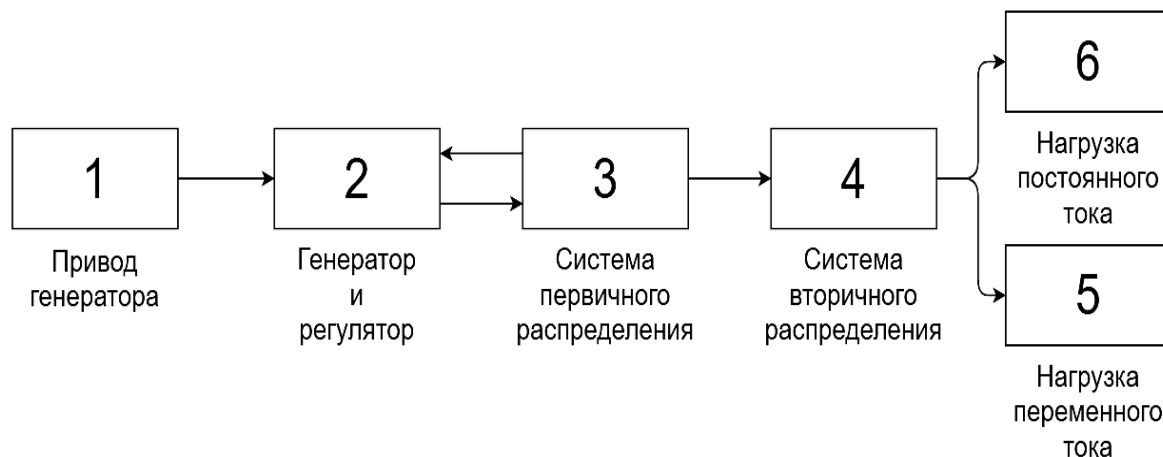 1
Привод
генератора
2
Генератор
и
регулятор
3
Система
первичного
распределения
4
Система
вторичного
распределения
6
Нагрузка
постоянного
тока
5
Нагрузка
переменного
тока